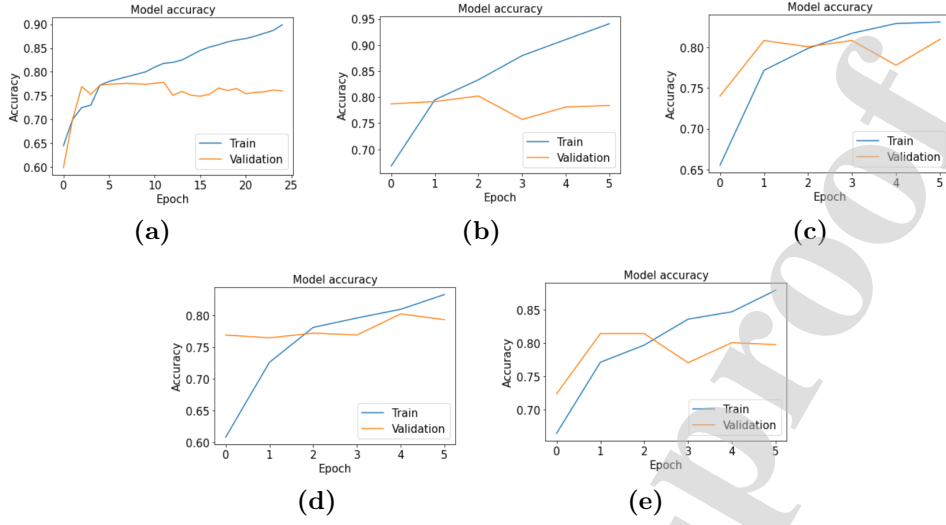 Model accuracy
0.90
0.85
0.80
0.75
0.70
0.65
0.60
Accuracy
Train
Validation
0 5 10 15 20 25
Epoch
(a)
Model accuracy
0.95
0.90
0.85
0.80
0.75
0.70
Accuracy
Train
Validation
0 1 2 3 4 5
Epoch
(b)
Model accuracy
0.80
0.75
0.70
0.65
Accuracy
Train
Validation
0 1 2 3 4 5
Epoch
(c)
Model accuracy
0.80
0.75
0.70
0.65
0.60
Accuracy
Train
Validation
0 1 2 3 4 5
Epoch
(d)
Model accuracy
0.85
0.80
0.75
0.70
Accuracy
Train
Validation
0 1 2 3 4 5
Epoch
(e)
proof